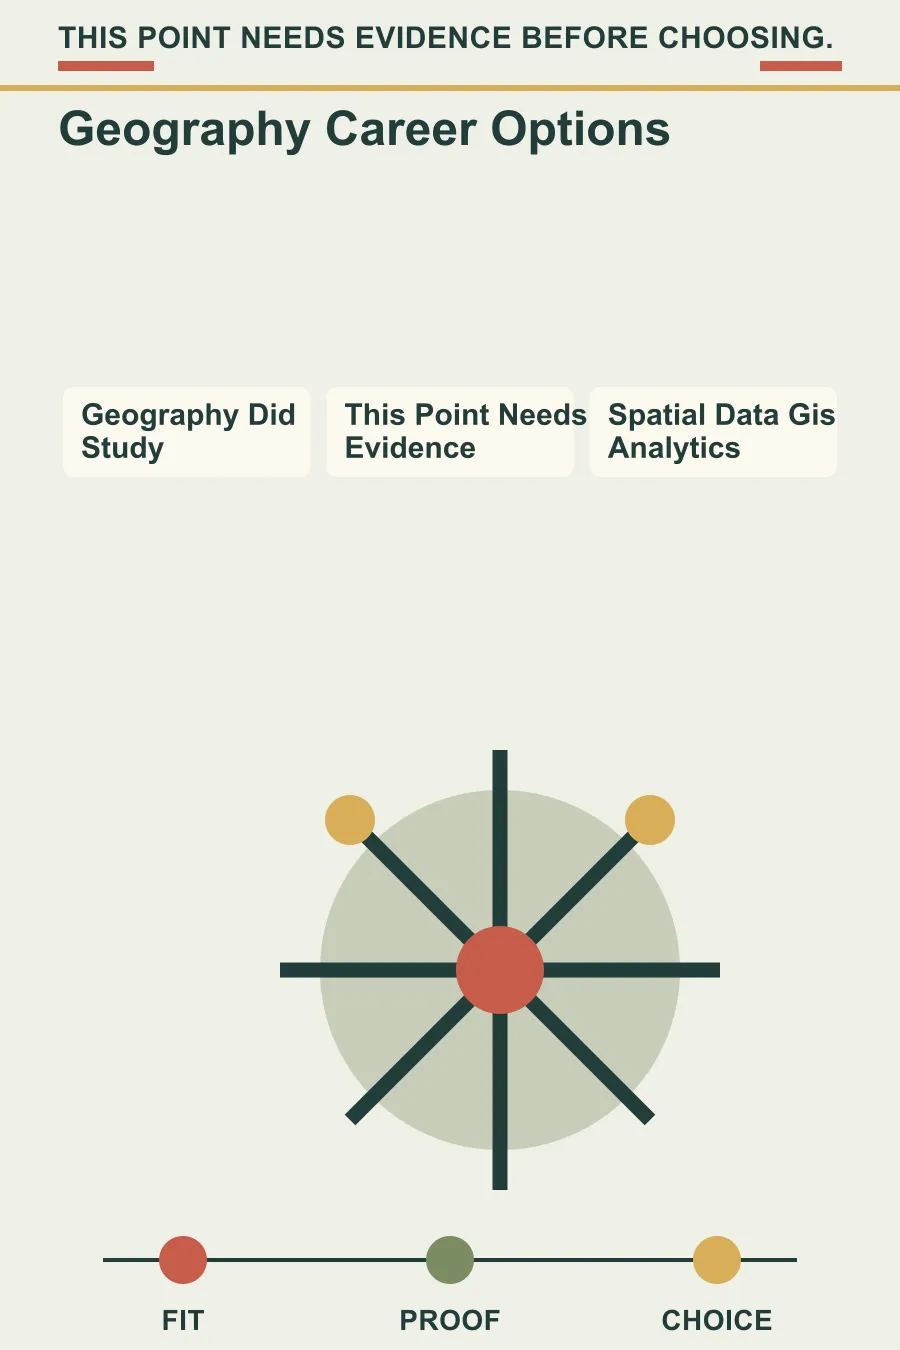 THIS POINT NEEDS EVIDENCE BEFORE CHOOSING.
Geography Career Options
Geography Did
Study
This Point Needs
Evidence
Spatial Data Gis
Analytics
FIT
PROOF
CHOICE